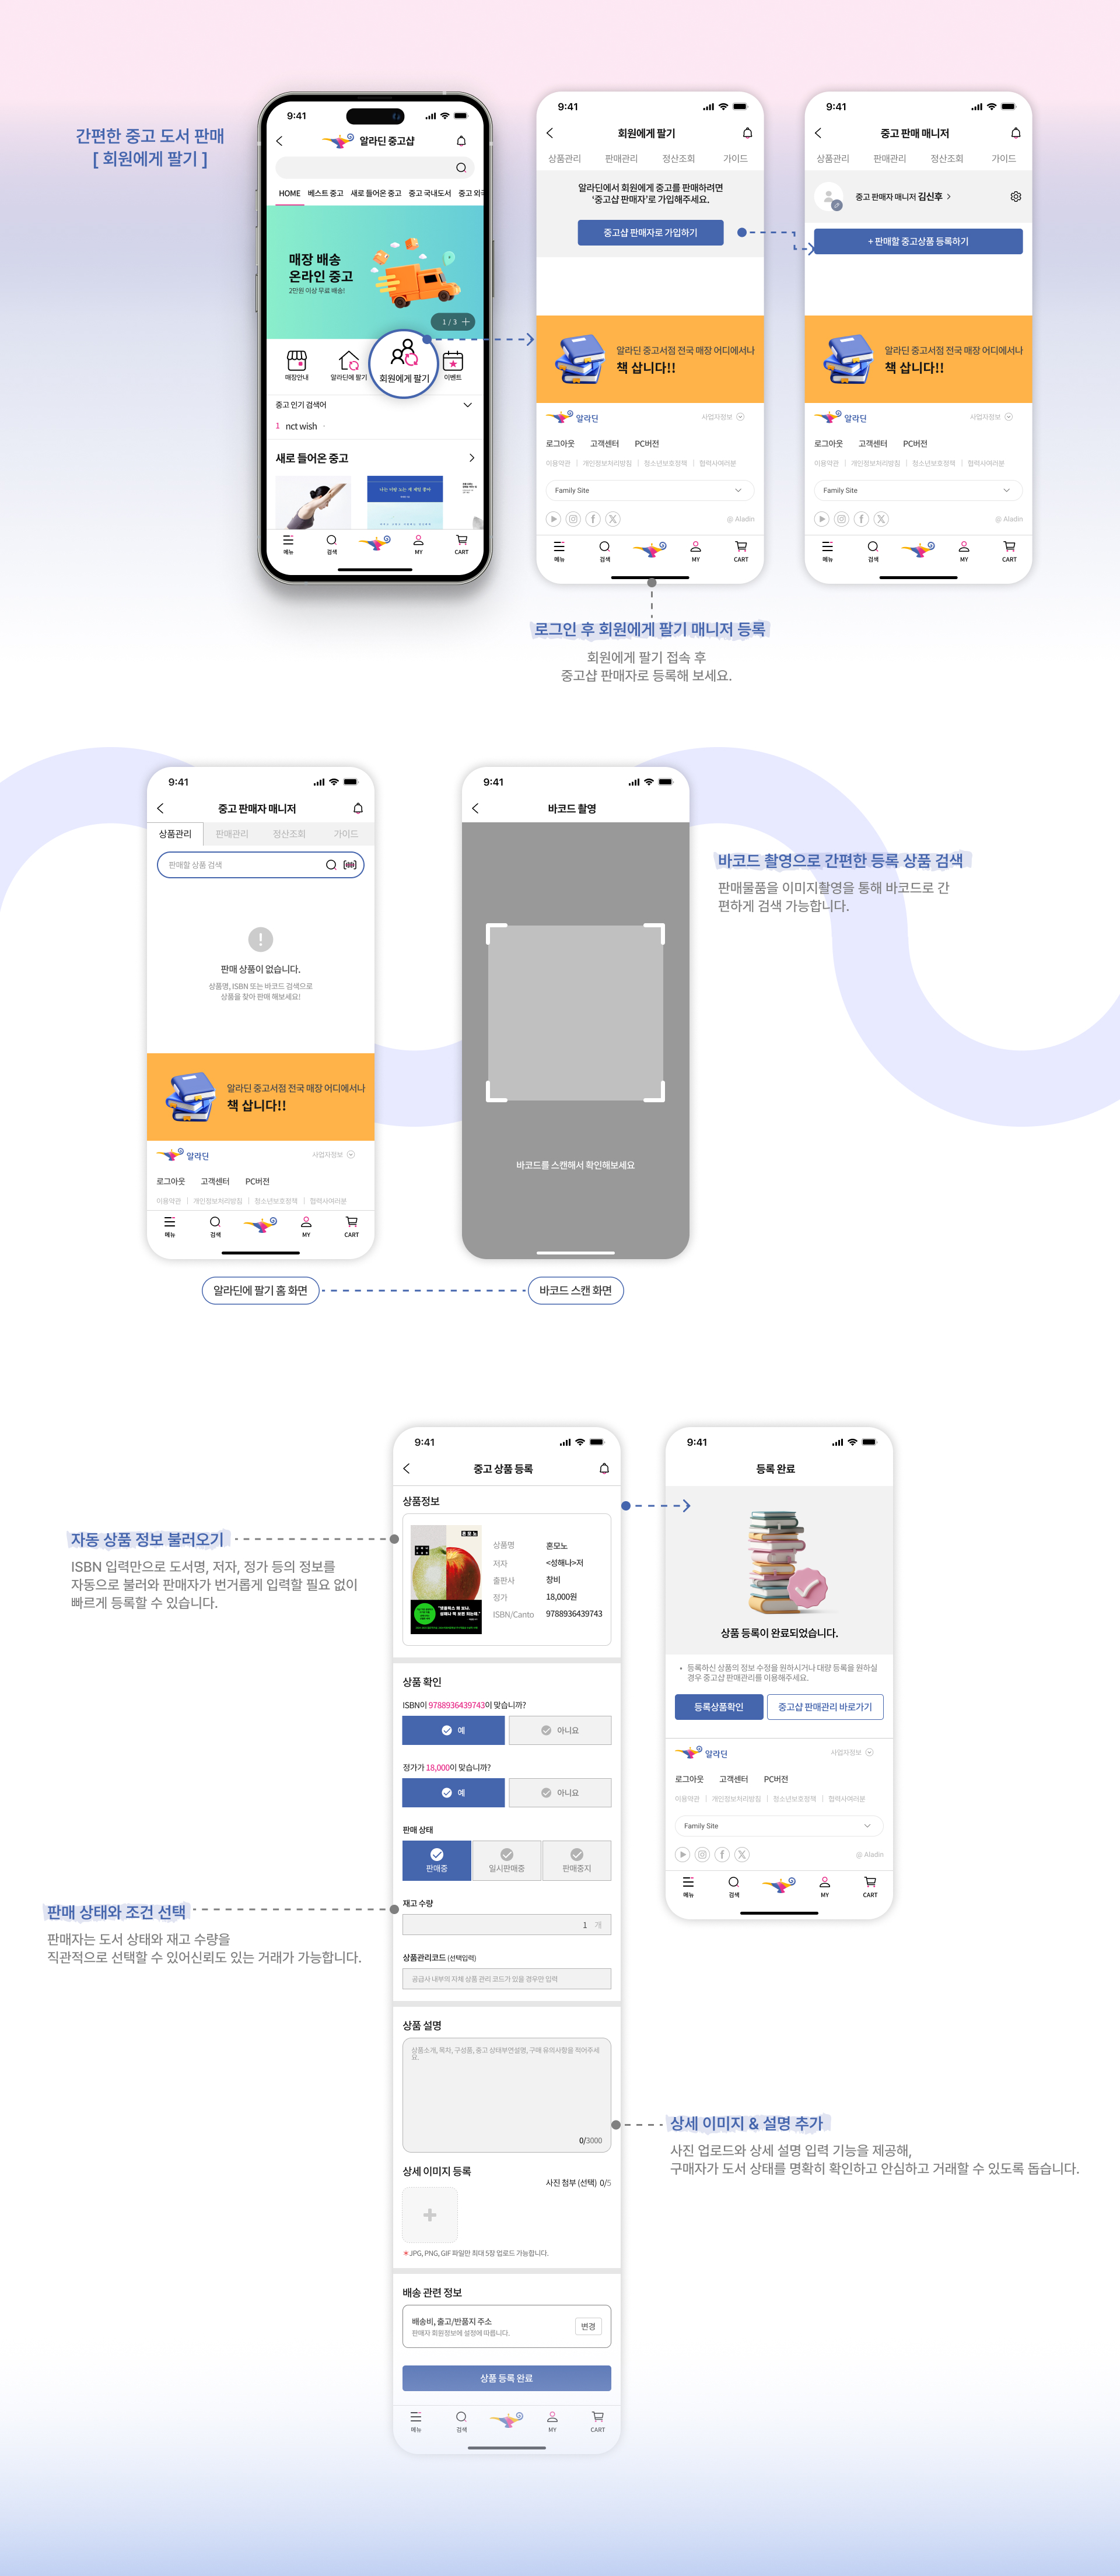 간편한 중고 도서 판매
[ 회원에게 팔기 ]
9:41
알라딘 중고샵
HOME 베스트 중고 새로 들어온 중고 중고 국내도서 중고 외국
매장 배송
온라인 중고
2만원 이상 무료 배송!
1 / 3 +
매장안내
알라딘에 팔기
회원에게 팔기
이벤트
중고 인기 검색어
1 nct wish -
새로 들어온 중고
메뉴
검색
MY
CART
9:41
회원에게 팔기
상품관리 판매관리 정산조회 가이드
알라딘에서 회원에게 중고를 판매하려면
‘중고샵 판매자’로 가입해주세요.
중고샵 판매자로 가입하기
알라딘 중고서점 전국 매장 어디에서나
책 삽니다!!
알라딘
사업자정보
로그아웃 고객센터 PC버전
이용약관 | 개인정보처리방침 | 청소년보호정책 | 협력사여러분
Family Site
@ Aladin
메뉴
검색
MY
CART
9:41
중고 판매 매니저
상품관리 판매관리 정산조회 가이드
중고 판매자 매니저 김신후 >
+ 판매할 중고상품 등록하기
알라딘 중고서점 전국 매장 어디에서나
책 삽니다!!
알라딘
사업자정보
로그아웃 고객센터 PC버전
이용약관 | 개인정보처리방침 | 청소년보호정책 | 협력사여러분
Family Site
@ Aladin
메뉴
검색
MY
CART
로그인 후 회원에게 팔기 매니저 등록
회원에게 팔기 접속 후
중고샵 판매자로 등록해 보세요.
9:41
중고 판매자 매니저
상품관리 판매관리 정산조회 가이드
판매할 상품 검색
판매 상품이 없습니다.
상품명, ISBN 또는 바코드 검색으로
상품을 찾아 판매 해보세요!
알라딘 중고서점 전국 매장 어디에서나
책 삽니다!!
알라딘
사업자정보
로그아웃 고객센터 PC버전
이용약관 | 개인정보처리방침 | 청소년보호정책 | 협력사여러분
메뉴
검색
MY
CART
알라딘에 팔기 홈 화면
9:41
바코드 촬영
바코드를 스캔해서 확인해보세요
바코드 스캔 화면
바코드 촬영으로 간편한 등록 상품 검색
판매물품을 이미지촬영을 통해 바코드로 간
편하게 검색 가능합니다.
9:41
중고 상품 등록
상품정보
혼모노
"넷플릭스 왜 보냐.
성해나 책 보면 되는데."
상품명 혼모노
저자 <성해나>저
출판사 창비
정가 18,000원
ISBN/Canto 9788936439743
상품 확인
ISBN이 9788936439743이 맞습니까?
예
아니요
정가가 18,000이 맞습니까?
예
아니요
판매 상태
판매중
일시판매중
판매중지
재고 수량
1 개
상품관리코드 (선택입력)
공급사 내부의 자체 상품 관리 코드가 있을 경우만 입력
상품 설명
상품소개, 목차, 구성품, 중고 상태부연설명, 구매 유의사항을 적어주세
요.
0/3000
상세 이미지 등록
사진 첨부 (선택) 0/5
*JPG, PNG, GIF 파일만 최대 5장 업로드 가능합니다.
배송 관련 정보
배송비, 출고/반품지 주소
판매자 회원정보에 설정에 따릅니다.
변경
상품 등록 완료
메뉴
검색
MY
CART
자동 상품 정보 불러오기
ISBN 입력만으로 도서명, 저자, 정가 등의 정보를
자동으로 불러와 판매자가 번거롭게 입력할 필요 없이
빠르게 등록할 수 있습니다.
판매 상태와 조건 선택
판매자는 도서 상태와 재고 수량을
직관적으로 선택할 수 있어신뢰도 있는 거래가 가능합니다.
9:41
등록 완료
상품 등록이 완료되었습니다.
• 등록하신 상품의 정보 수정을 원하시거나 대량 등록을 원하실
경우 중고샵 판매관리를 이용해주세요.
등록상품확인
중고샵 판매관리 바로가기
알라딘
사업자정보
로그아웃 고객센터 PC버전
이용약관 | 개인정보처리방침 | 청소년보호정책 | 협력사여러분
Family Site
@ Aladin
메뉴
검색
MY
CART
상세 이미지 & 설명 추가
사진 업로드와 상세 설명 입력 기능을 제공해,
구매자가 도서 상태를 명확히 확인하고 안심하고 거래할 수 있도록 돕습니다.